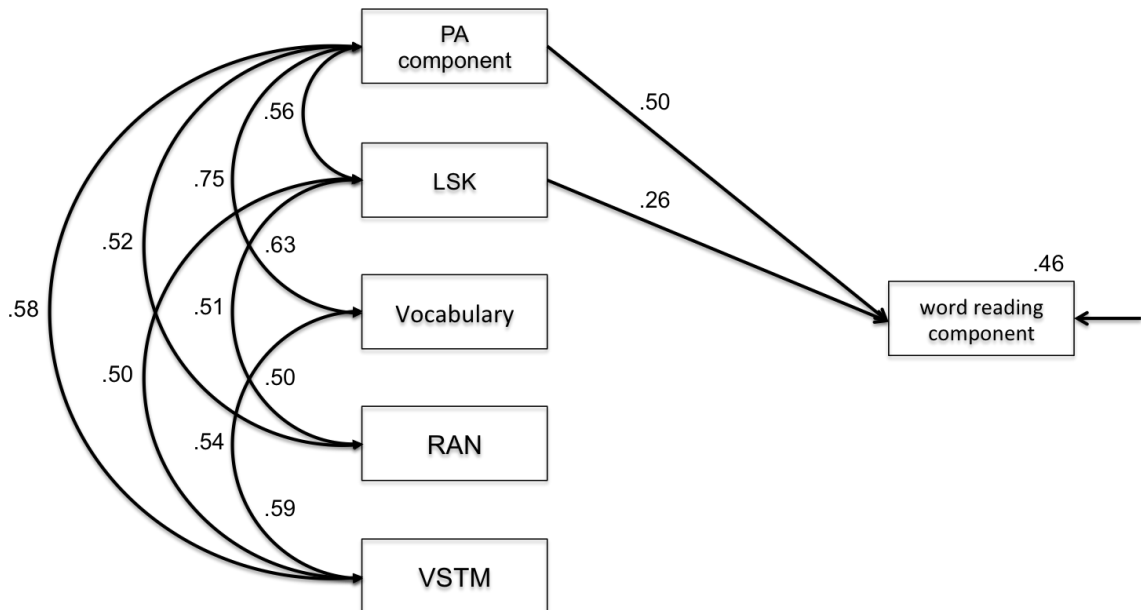 PA
component
.50
.56
LSK
.75
.26
.52
.63
.46
.58
.51
Vocabulary
word reading
component
.50
.50
.54
RAN
.59
VSTM